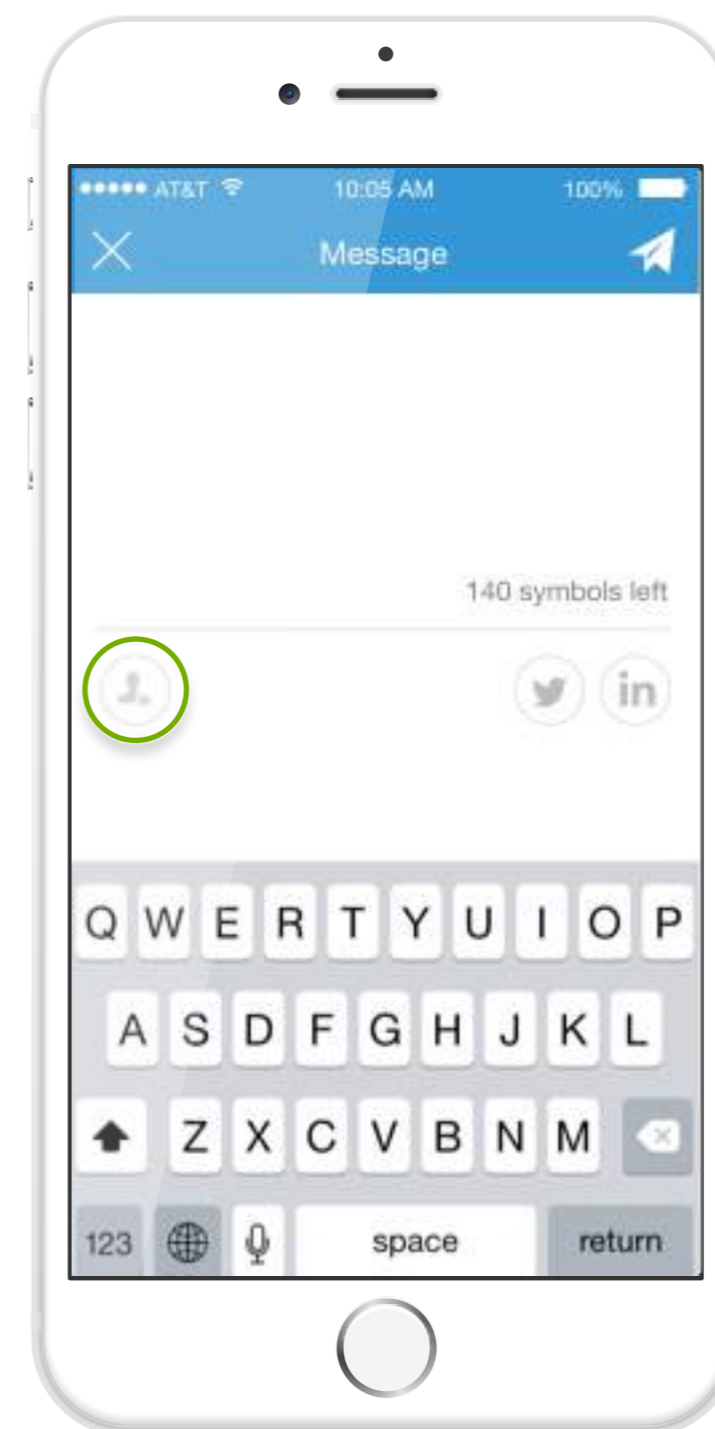 AT&T 10:05 AM 100%
Message
140 symbols left
in
Q W E R T Y U I O P
A S D F G H J K L
Z X C V B N M
123 space return